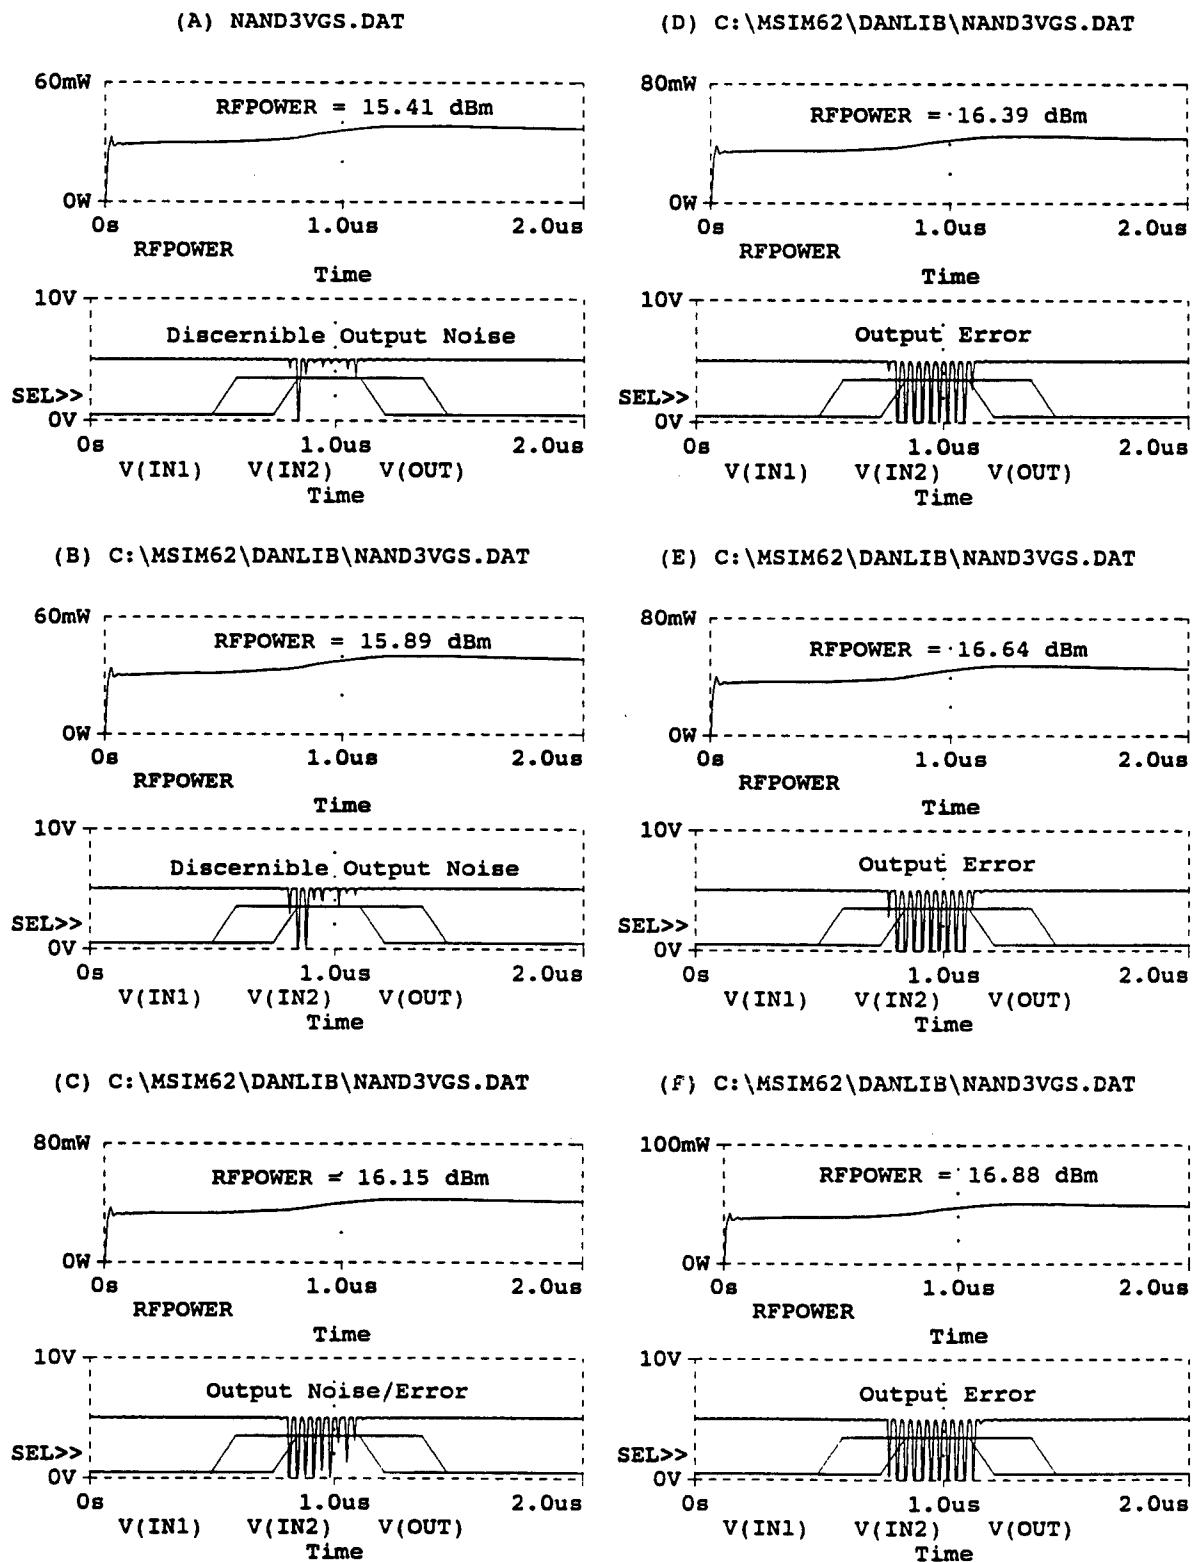 (A) NAND3VGS.DAT
60mW
RFPOWER = 15.41 dBm
0W
0s 1.0us 2.0us
RFPOWER
Time
10V
Discernible Output Noise
SEL>>
0V
0s 1.0us 2.0us
V(IN1) V(IN2) V(OUT)
Time
(B) C:\MSIM62\DANLIB\NAND3VGS.DAT
60mW
RFPOWER = 15.89 dBm
0W
0s 1.0us 2.0us
RFPOWER
Time
10V
Discernible Output Noise
SEL>>
0V
0s 1.0us 2.0us
V(IN1) V(IN2) V(OUT)
Time
(C) C:\MSIM62\DANLIB\NAND3VGS.DAT
80mW
RFPOWER = 16.15 dBm
0W
0s 1.0us 2.0us
RFPOWER
Time
10V
Output Noise/Error
SEL>>
0V
0s 1.0us 2.0us
V(IN1) V(IN2) V(OUT)
Time
(D) C:\MSIM62\DANLIB\NAND3VGS.DAT
80mW
RFPOWER = 16.39 dBm
0W
0s 1.0us 2.0us
RFPOWER
Time
10V
Output Error
SEL>>
0V
0s 1.0us 2.0us
V(IN1) V(IN2) V(OUT)
Time
(E) C:\MSIM62\DANLIB\NAND3VGS.DAT
80mW
RFPOWER = 16.64 dBm
0W
0s 1.0us 2.0us
RFPOWER
Time
10V
Output Error
SEL>>
0V
0s 1.0us 2.0us
V(IN1) V(IN2) V(OUT)
Time
(F) C:\MSIM62\DANLIB\NAND3VGS.DAT
100mW
RFPOWER = 16.88 dBm
0W
0s 1.0us 2.0us
RFPOWER
Time
10V
Output Error
SEL>>
0V
0s 1.0us 2.0us
V(IN1) V(IN2) V(OUT)
Time